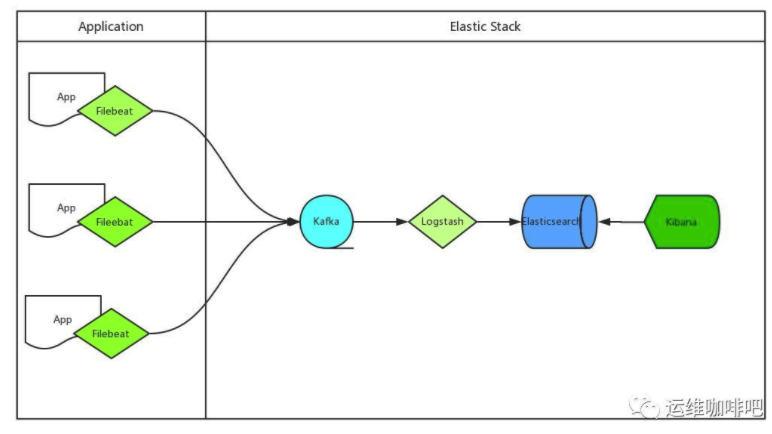 Application
Elastic Stack
App
Filebeat
App
Fileebat
App
Filebeat
Kafka
Logstash
Elasticsearch
Kibana
运维咖啡吧